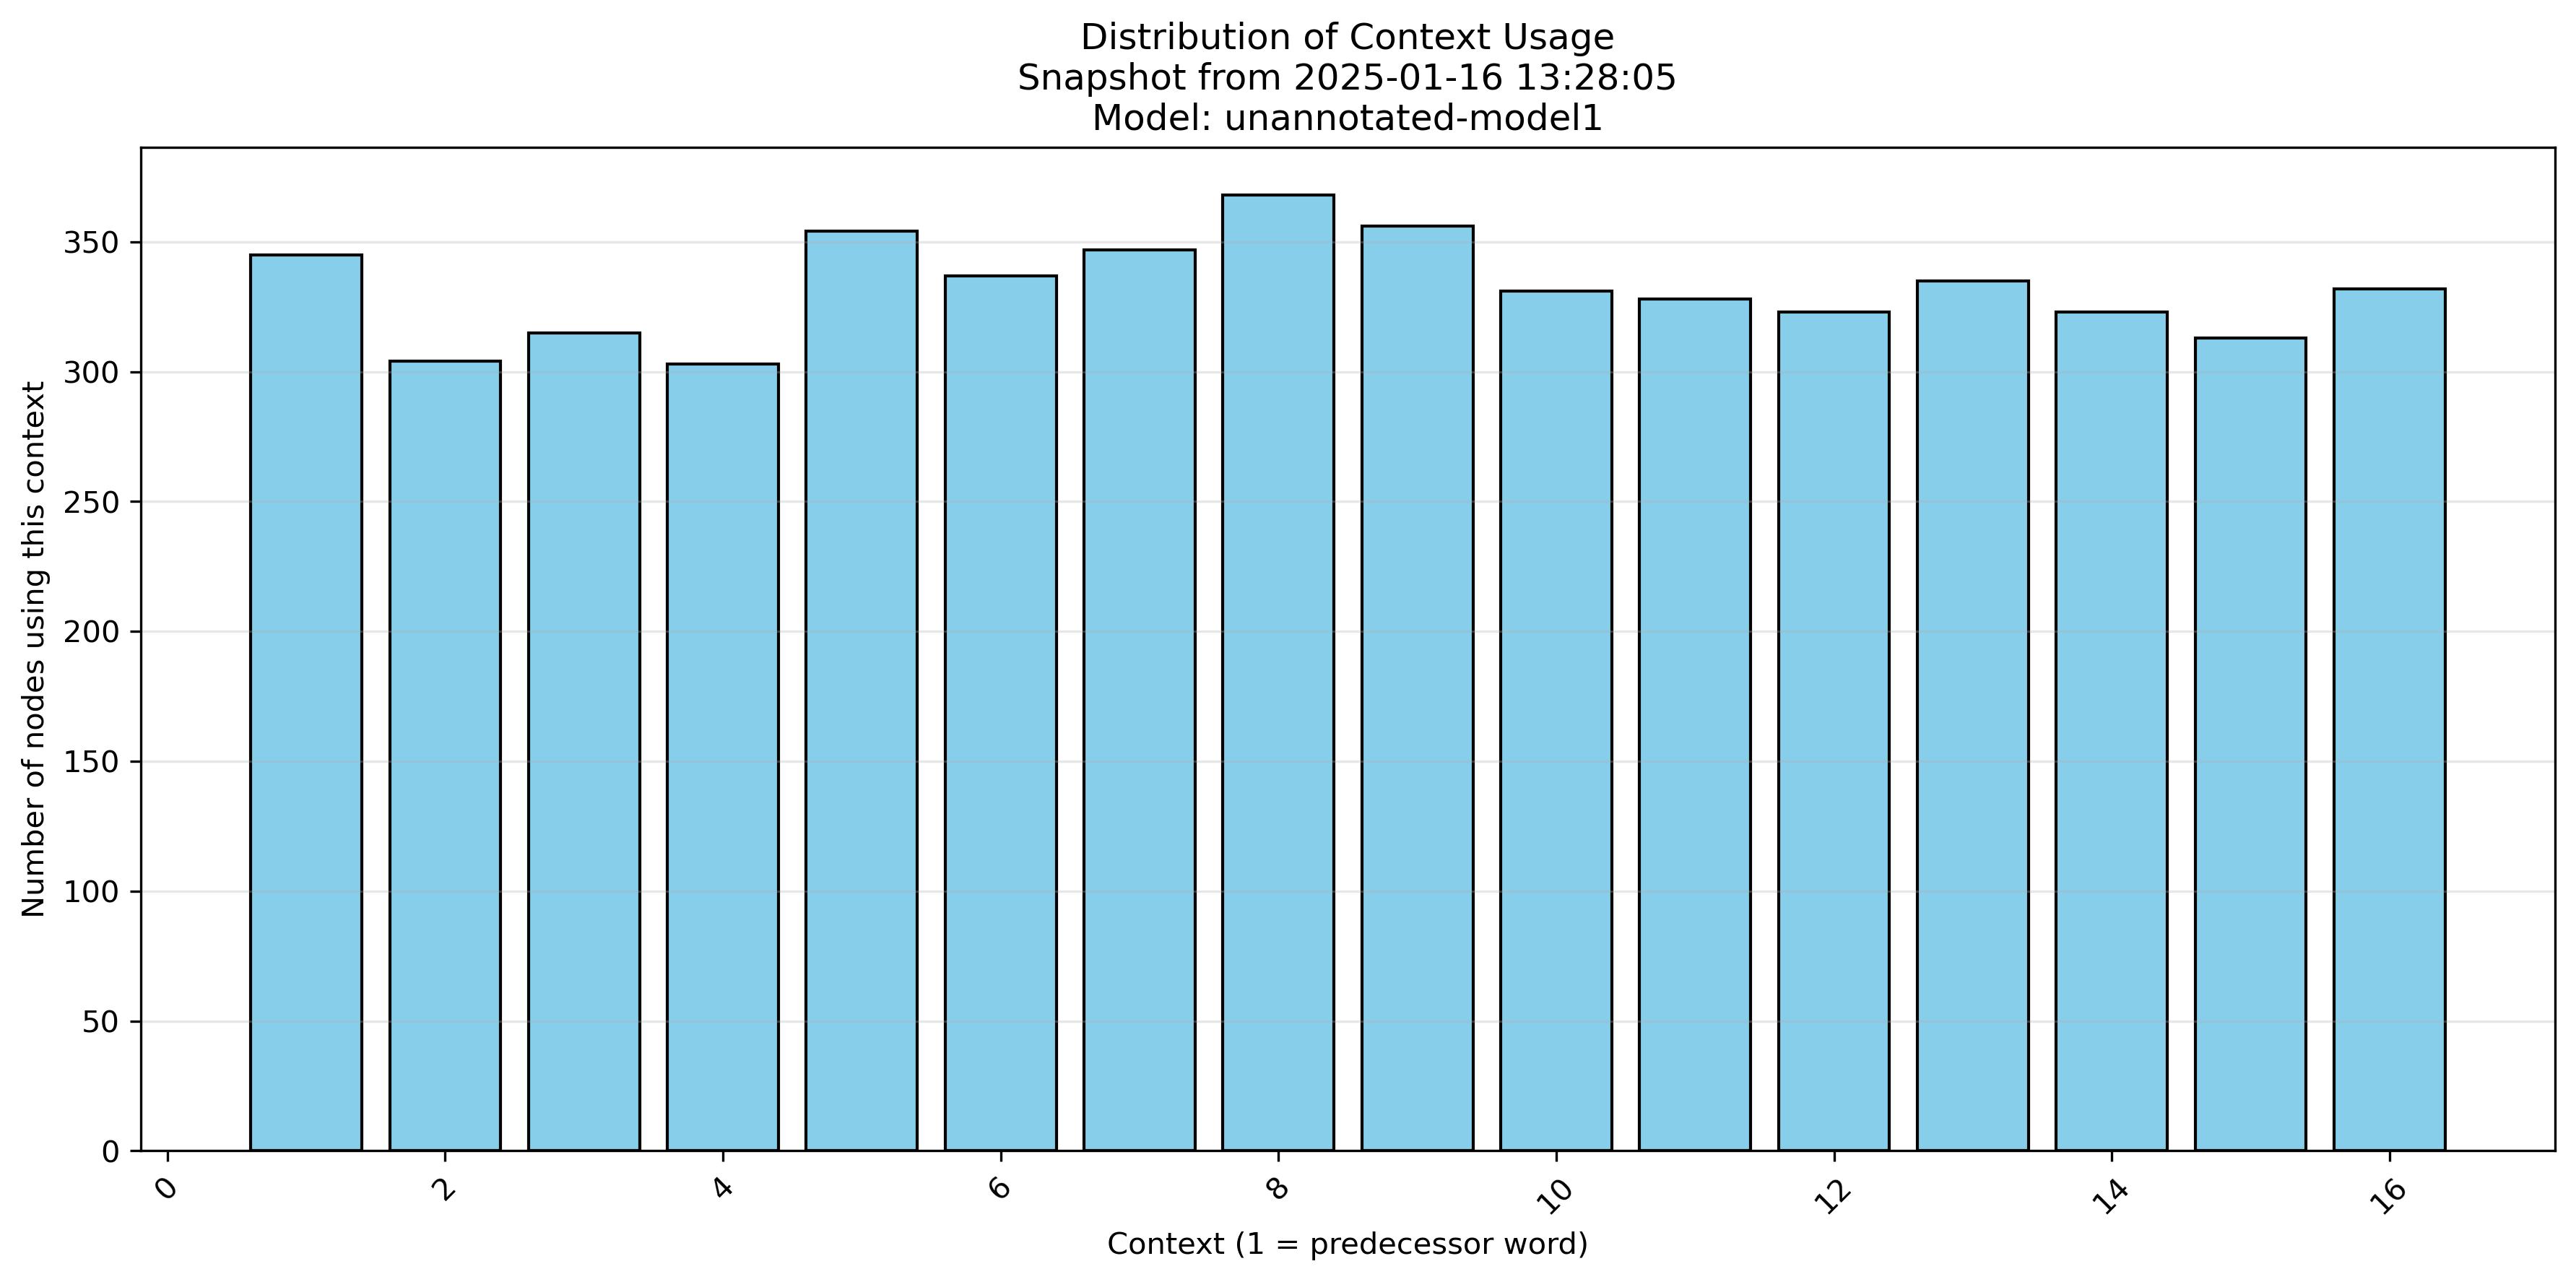 Distribution of Context Usage
Snapshot from 2025-01-16 13:28:05
Model: unannotated-model1
Number of nodes using this context
350
300
250
200
150
100
50
0
0 2 4 6 8 10 12 14 16
Context (1 = predecessor word)